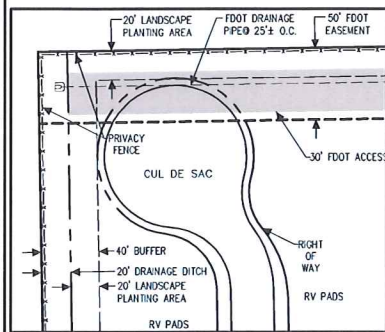 20' LANDSCAPE
PLANTING AREA
FDOT DRAINAGE
PIPE@ 25'± O.C.
50' FDOT
EASEMENT
PRIVACY
FENCE
30' FDOT ACCESS
CUL DE SAC
40' BUFFER
20' DRAINAGE DITCH
20' LANDSCAPE
PLANTING AREA
RIGHT
OF
WAY
RV PADS
RV PADS